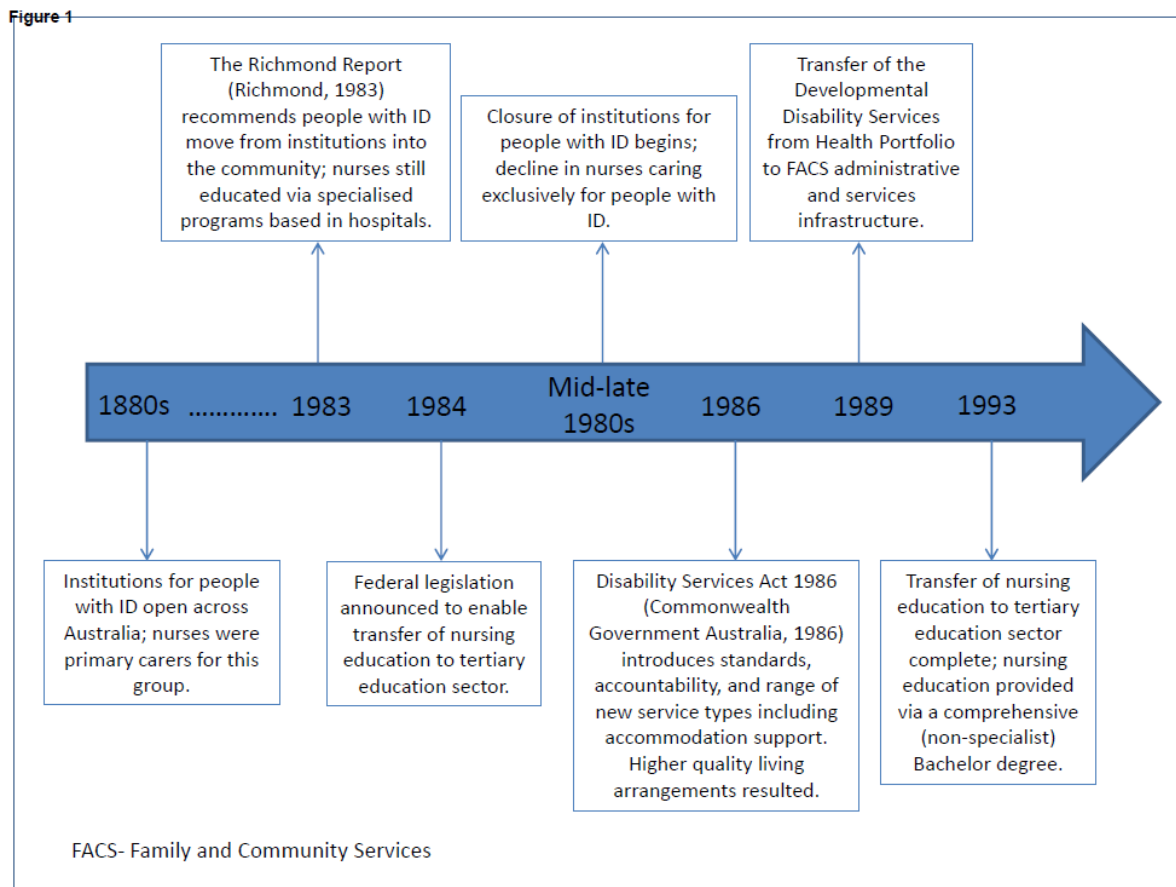 Figure 1
The Richmond Report
(Richmond, 1983)
recommends people with ID
move from institutions into
the community; nurses still
educated via specialised
programs based in hospitals.
Closure of institutions for
people with ID begins;
decline in nurses caring
exclusively for people with
ID.
Transfer of the
Developmental
Disability Services
from Health Portfolio
to FACS administrative
and services
infrastructure.
1880s ............. 1983 1984 Mid-late 1980s 1986 1989 1993
Institutions for people
with ID open across
Australia; nurses were
primary carers for this
group.
Federal legislation
announced to enable
transfer of nursing
education to tertiary
education sector.
Disability Services Act 1986
(Commonwealth
Government Australia, 1986)
introduces standards,
accountability, and range of
new service types including
accommodation support.
Higher quality living
arrangements resulted.
Transfer of nursing
education to tertiary
education sector
complete; nursing
education provided
via a comprehensive
(non-specialist)
Bachelor degree.
FACS- Family and Community Services